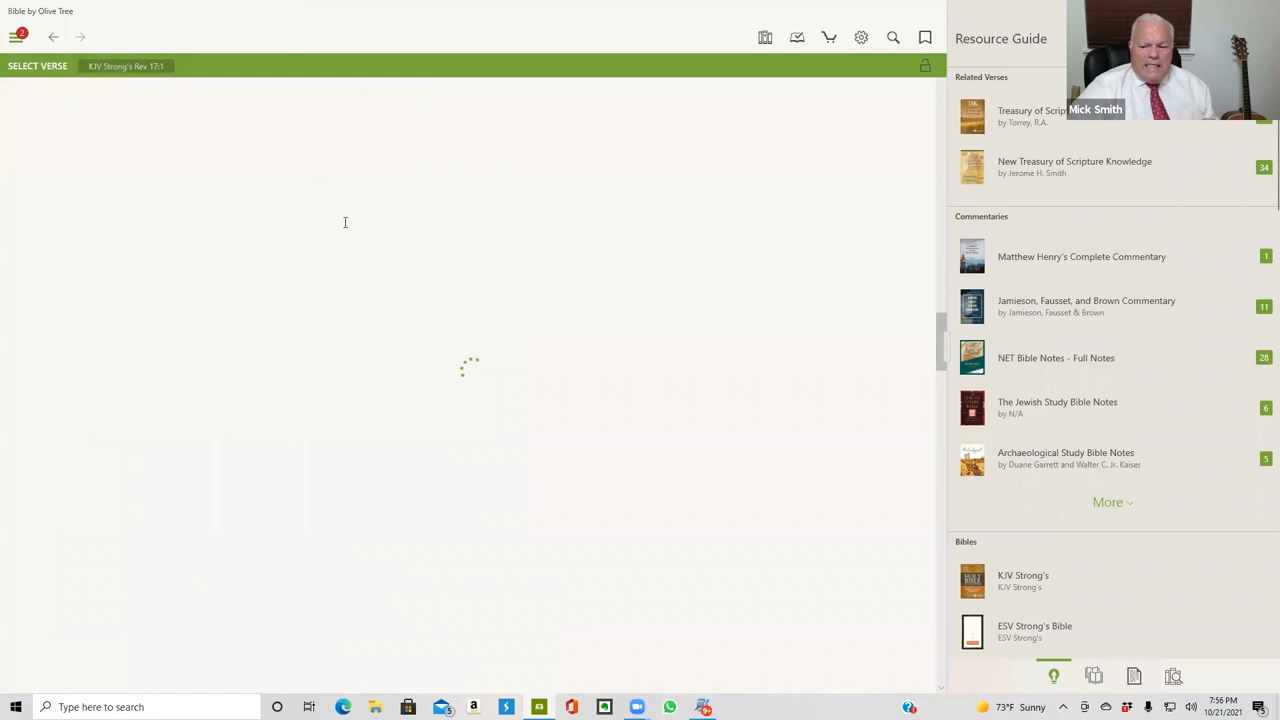 Bible by Olive Tree
2
SELECT VERSE
KJV Strong's Rev 17:1
Resource Guide
Mick Smith
Related Verses
Treasury of Scrip
by Torrey, R.A.
New Treasury of Scripture Knowledge
by Jerome H. Smith
34
Commentaries
Matthew Henry's Complete Commentary
1
Jamieson, Fausset, and Brown Commentary
by Jamieson, Fausset & Brown
11
NET Bible Notes - Full Notes
28
The Jewish Study Bible Notes
by N/A
6
Archaeological Study Bible Notes
by Duane Garrett and Walter C. Jr. Kaiser
5
More
Bibles
KJV Strong's
KJV Strong's
ESV Strong's Bible
ESV Strong's
Type here to search
5
a
9+
73°F Sunny
7:56 PM
10/21/2021